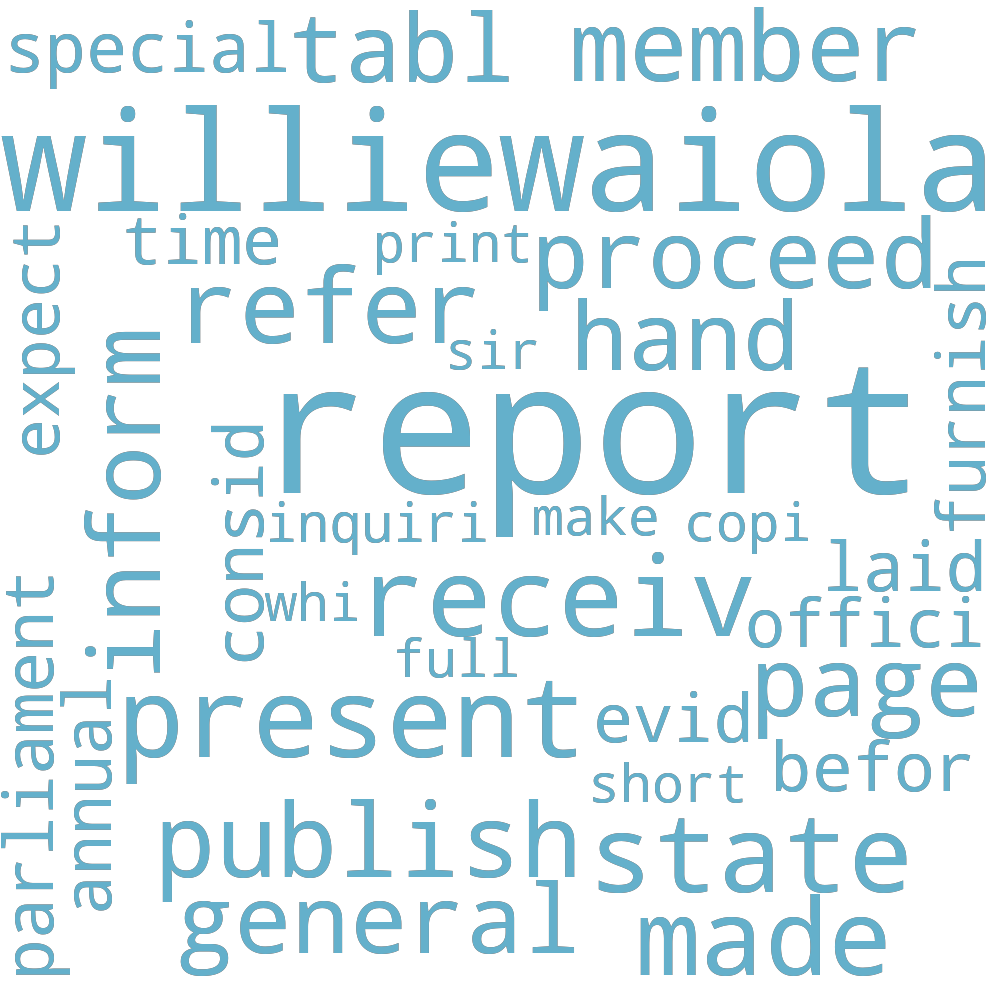 special
tabl
member
williewaiola
time
print
proceed
expect
refer
sir
hand
furnish
inform
report
consid
inquiri
make
copi
laid
whi
receiv
offici
parliament
full
page
annual
present
evid
befor
short
publish
state
general
made